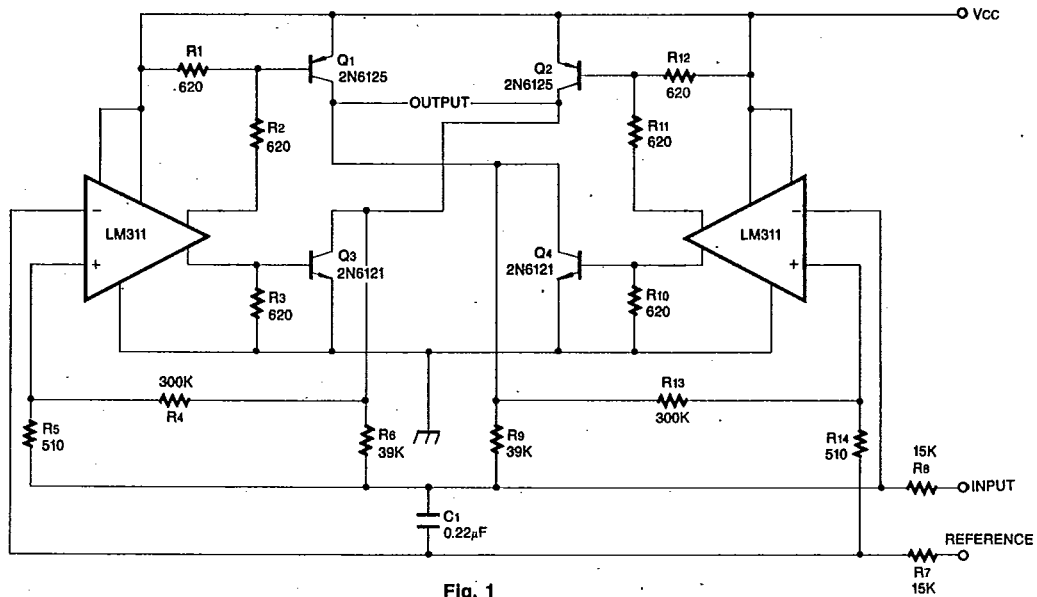 VCC
R1
620
Q1
2N6125
Q2
2N6125
R12
620
OUTPUT
R2
620
R11
620
−
LM311
+
−
LM311
+
Q3
2N6121
Q4
2N6121
R3
620
R10
620
300K
R4
R13
300K
R5
510
R6
39K
R9
39K
R14
510
15K
R8
INPUT
C1
0.22µF
REFERENCE
R7
15K
Fig. 1